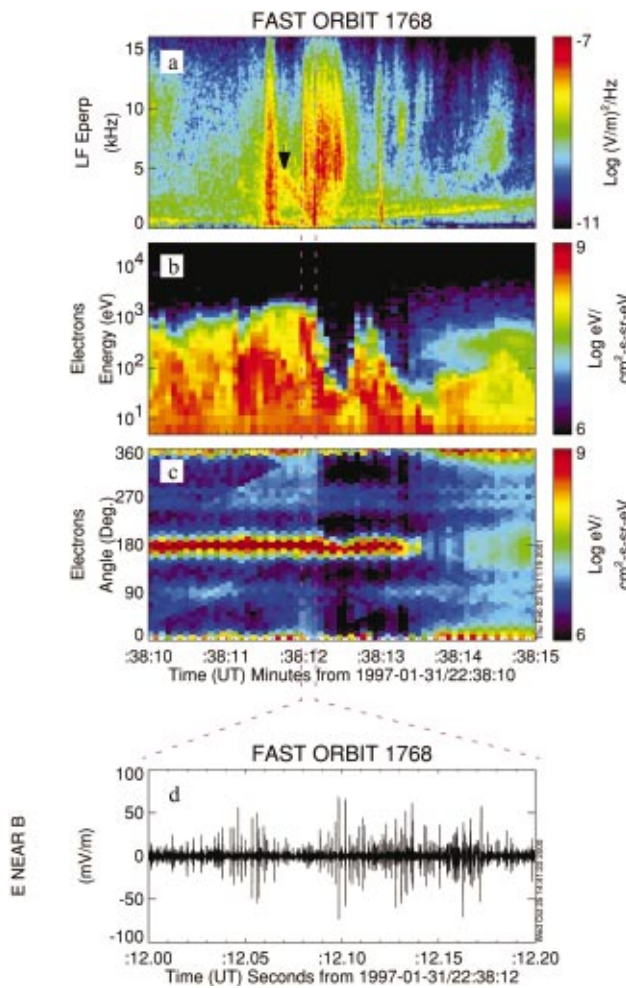 FAST ORBIT 1768
a
15
10
5
0
LF Eperp
(kHz)
-7
-11
Log (V/m)²/Hz
b
10⁴
10³
10²
10¹
Electrons
Energy (eV)
9
6
Log eV/
cm²-s-sr-eV
c
360
270
180
90
0
Electrons
Angle (Deg.)
9
6
Log eV/
cm²-s-sr-eV
:38:10 :38:11 :38:12 :38:13 :38:14 :38:15
Time (UT) Minutes from 1997-01-31/22:38:10
FAST ORBIT 1768
d
100
50
0
-50
-100
E NEAR B
(mV/m)
:12.00 :12.05 :12.10 :12.15 :12.20
Time (UT) Seconds from 1997-01-31/22:38:12